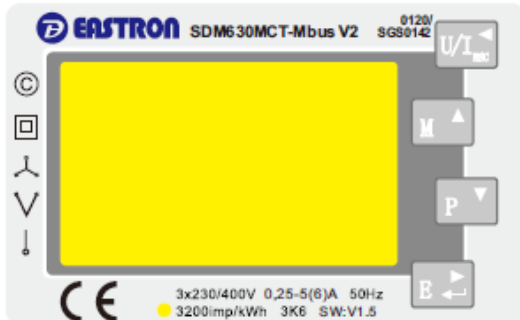 EASTRON SDM630MCT-Mbus V2
0120/
SGS0142
U/I ESC
M
P
E
CE
3x230/400V 0,25-5(6)A 50Hz
3200imp/kWh 3K6 SW:V1.5